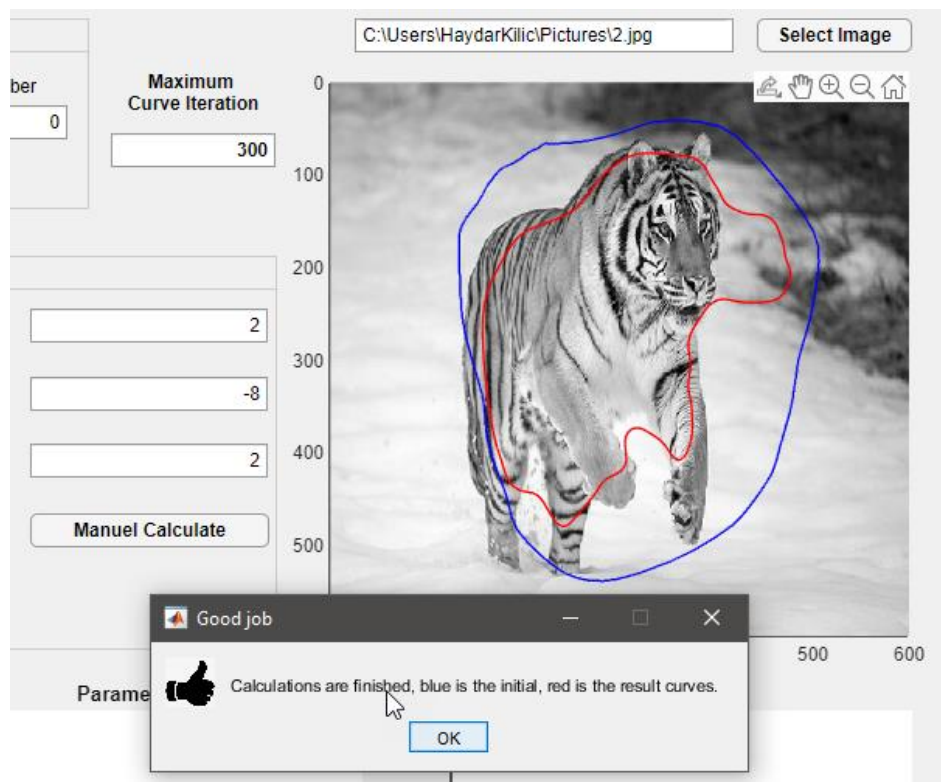 C:\Users\HaydarKilic\Pictures\2.jpg
Select Image
ber
0
Maximum
Curve Iteration
300
0
100
200
300
400
500
2
-8
2
Manuel Calculate
500
600
Parame
Good job
Calculations are finished, blue is the initial, red is the result curves.
OK